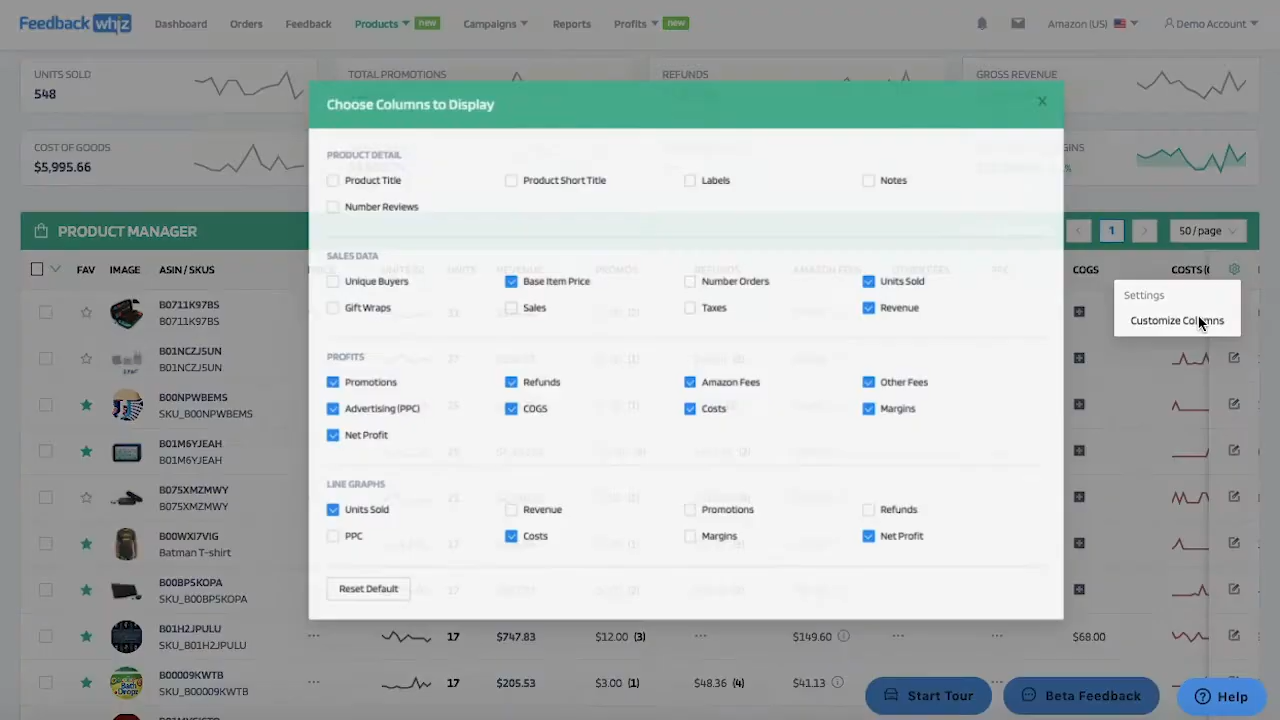 Feedback whiz Dashboard Orders Feedback Products new Campaigns Reports Profits new Amazon (US) Demo Account
UNITS SOLD TOTAL PROMOTIONS REFUNDS GROSS REVENUE
548
Choose Columns to Display X
COST OF GOODS
$5,995.66
PRODUCT DETAIL
Product Title Product Short Title Labels Notes
Number Reviews
PRODUCT MANAGER 1 50 / page
SALES DATA
FAV IMAGE ASIN / SKUS COGS COSTS (
Unique Buyers Base Item Price Number Orders Units Sold
Gift Wraps Sales Taxes Revenue
Settings
Customize Columns
B0711K97BS
B0711K97BS
PROFITS
B01NCZJ5UN
B01NCZJ5UN
Promotions Refunds Amazon Fees Other Fees
Advertising (PPC) COGS Costs Margins
Net Profit
B00NPWBEMS
SKU_B00NPWBEMS
B01M6YJEAH
B01M6YJEAH
LINE GRAPHS
B075XMZMWY
B075XMZMWY
Units Sold Revenue Promotions Refunds
PPC Costs Margins Net Profit
B00WXI7VIG
Batman T-shirt
Reset Default
B00BPSKOPA
SKU_B00BPSKOPA
B01H2JPULU
SKU_B01H2JPULU
17 $747.83 $12.00 (3) $149.60 $68.00
B00009KWTB
SKU_B00009KWTB
17 $205.53 $3.00 (1) $48.36 (4) $41.13
Start Tour Beta Feedback Help